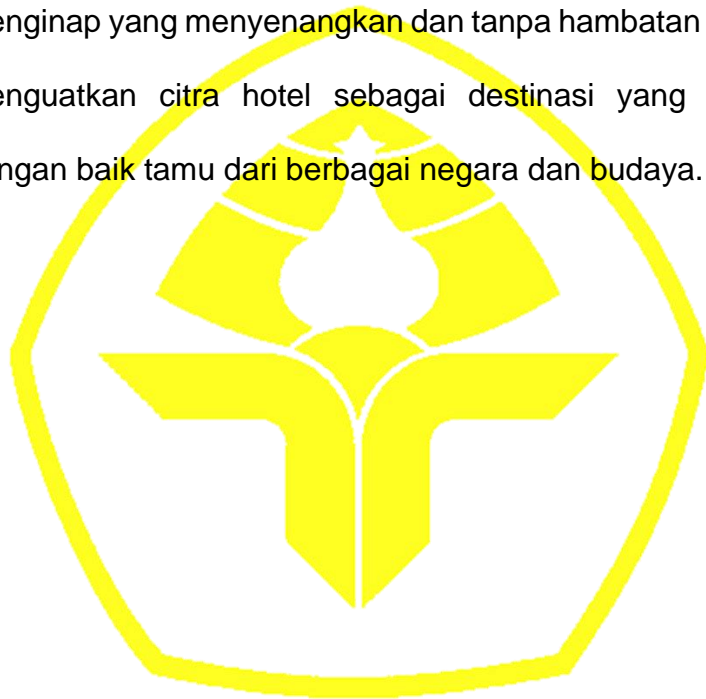 enginap yang menyenangkan dan tanpa hambatan
enguatkan citra hotel sebagai destinasi yang
ngan baik tamu dari berbagai negara dan budaya.